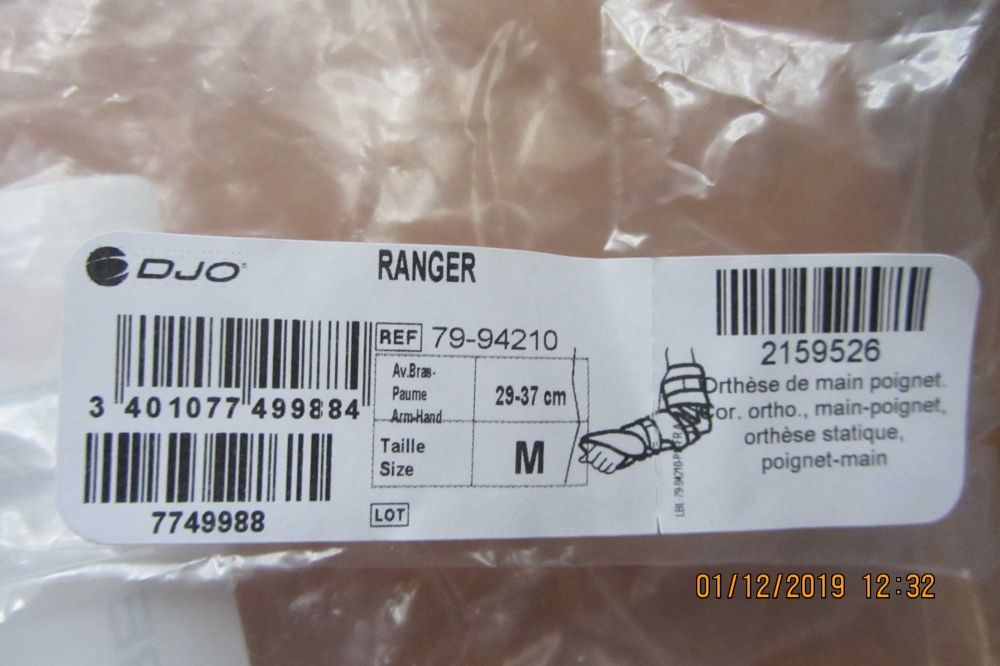 DJO
RANGER
3 401077 499884
7749988
REF 79-94210
Av.Bras-
Paume
Arm-Hand
29-37 cm
Taille
Size
M
LOT
2159526
Orthèse de main poignet.
Cor. ortho., main-poignet,
orthèse statique,
poignet-main
01/12/2019 12:32